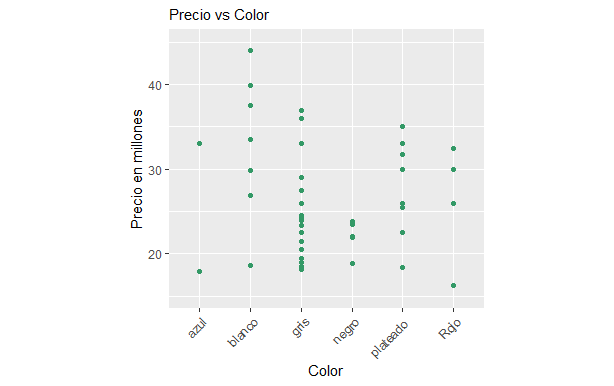 Precio vs Color
Precio en millones
40
30
20
azul
blanco
gris
negro
plateado
Rojo
Color